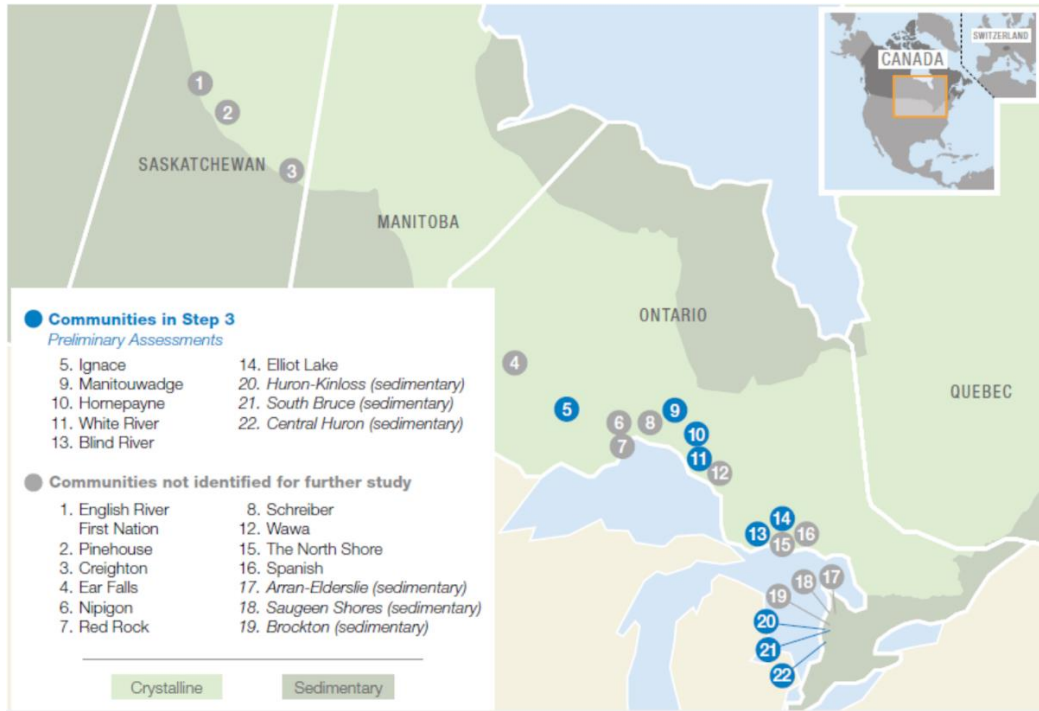 CANADA
SWITZERLAND
1
2
3
SASKATCHEWAN
MANITOBA
ONTARIO
QUEBEC
4
5
6
7
8
9
10
11
12
13
14
15
16
17
18
19
20
21
22
Communities in Step 3
Preliminary Assessments
5. Ignace
9. Manitouwadge
10. Hornepayne
11. White River
13. Blind River
14. Elliot Lake
20. Huron-Kinloss (sedimentary)
21. South Bruce (sedimentary)
22. Central Huron (sedimentary)
Communities not identified for further study
1. English River
First Nation
2. Pinehouse
3. Creighton
4. Ear Falls
6. Nipigon
7. Red Rock
8. Schreiber
12. Wawa
15. The North Shore
16. Spanish
17. Arran-Elderslie (sedimentary)
18. Saugeen Shores (sedimentary)
19. Brockton (sedimentary)
Crystalline
Sedimentary